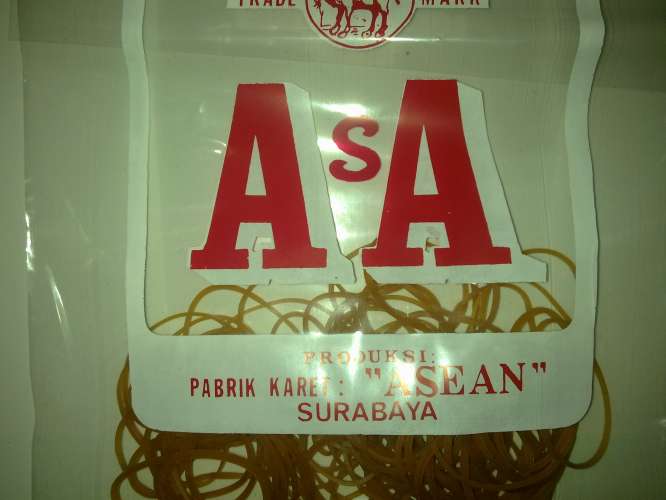 TRADE MARK
ASA
PRODUKSI:
PABRIK KARET: "ASEAN"
SURABAYA